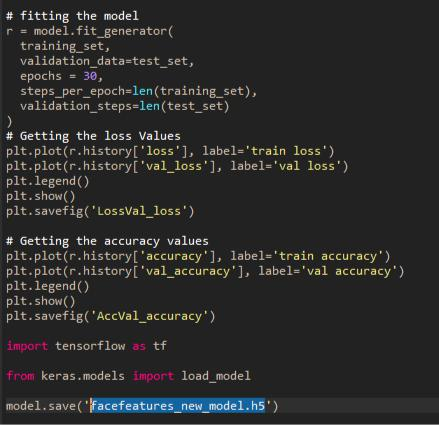 # fitting the model
r = model.fit_generator(
  training_set,
  validation_data=test_set,
  epochs = 30,
  steps_per_epoch=len(training_set),
  validation_steps=len(test_set)
)
# Getting the loss Values
plt.plot(r.history['loss'], label='train loss')
plt.plot(r.history['val_loss'], label='val loss')
plt.legend()
plt.show()
plt.savefig('LossVal_loss')

# Getting the accuracy values
plt.plot(r.history['accuracy'], label='train accuracy')
plt.plot(r.history['val_accuracy'], label='val accuracy')
plt.legend()
plt.show()
plt.savefig('AccVal_accuracy')

import tensorflow as tf

from keras.models import load_model

model.save('facefeatures_new_model.h5')